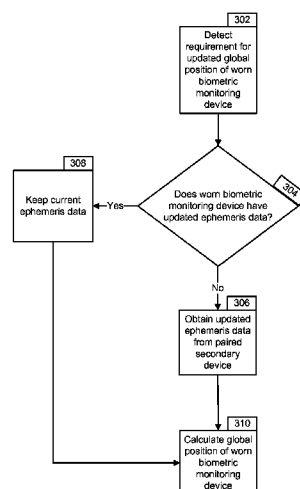 302
Detect
requirement for
updated global
position of worn
biometric
monitoring
device
304
Does worn biometric
monitoring device have
updated ephemeris data?
Yes
308
Keep current
ephemeris data
No
306
Obtain updated
ephemeris data
from paired
secondary
device
310
Calculate global
position of worn
biometric
monitoring
device